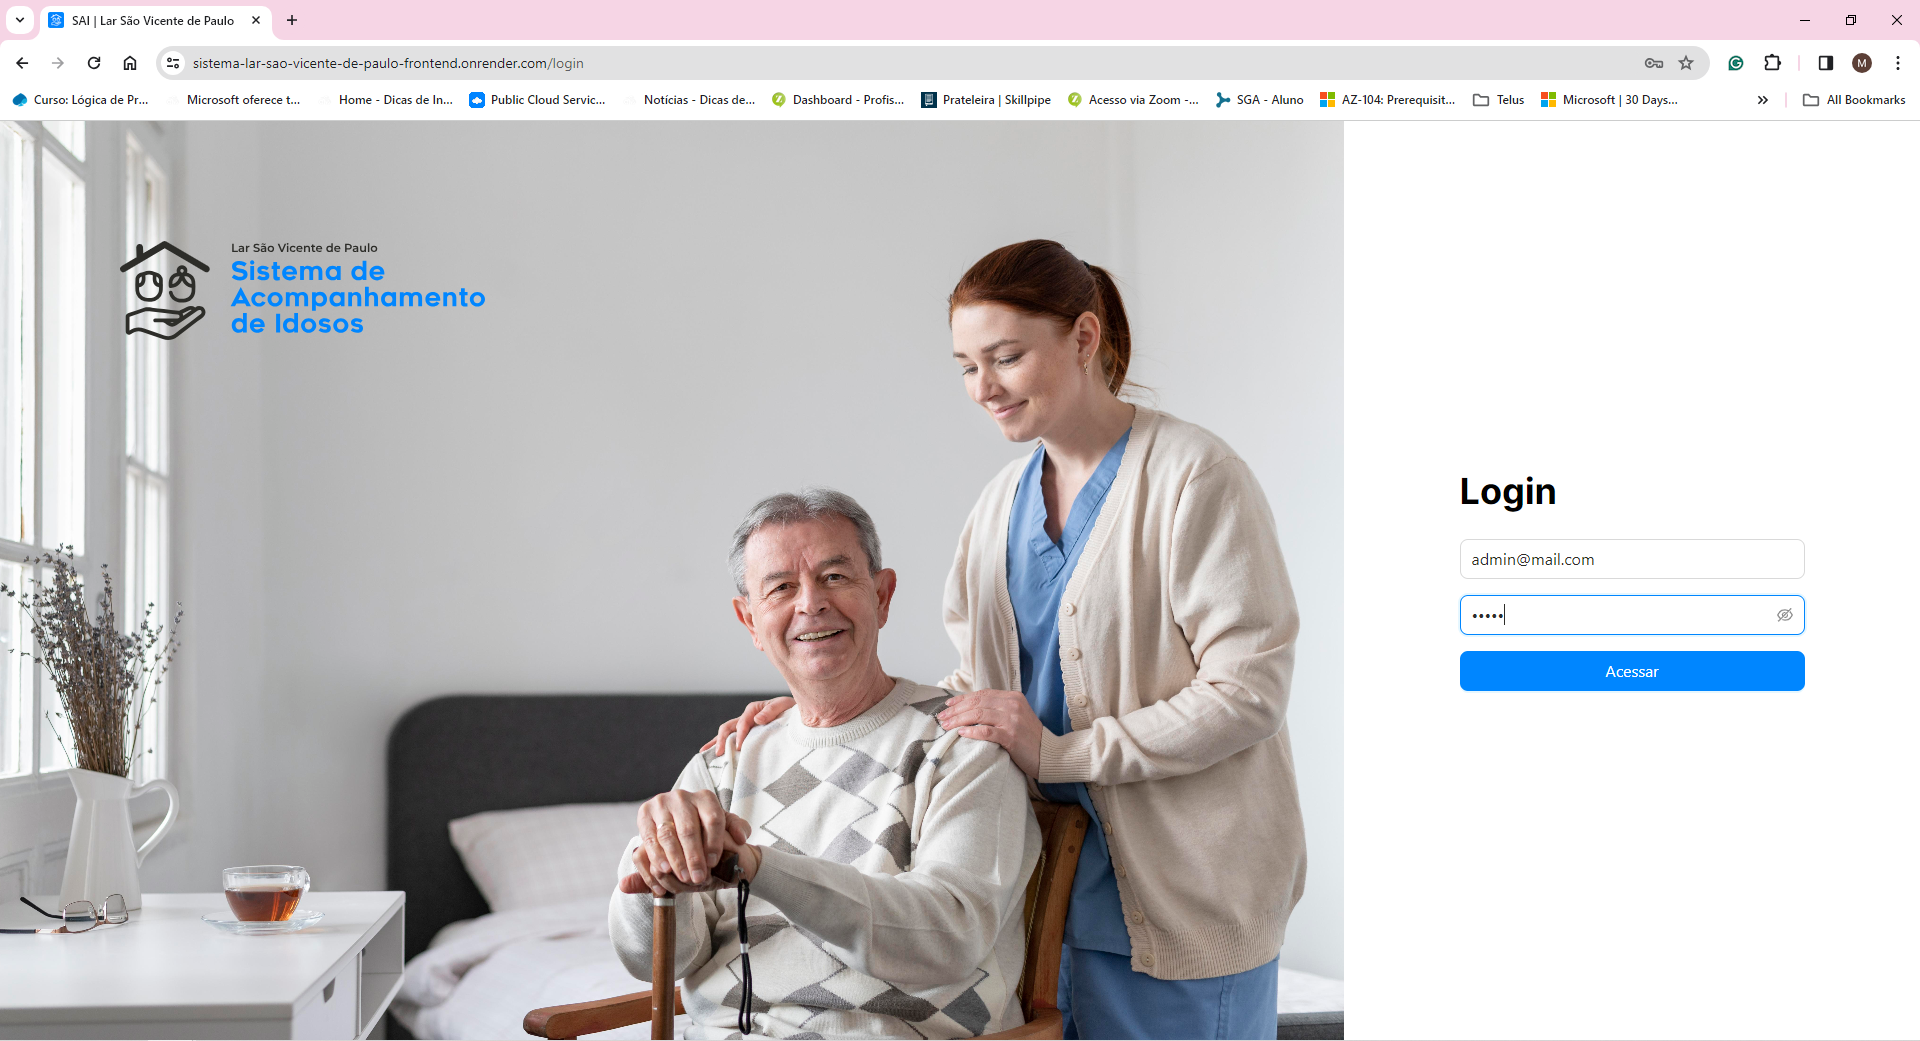 SAI | Lar São Vicente de Paulo
sistema-lar-sao-vicente-de-paulo-frontend.onrender.com/login
M
Curso: Lógica de Pr...
Microsoft oferece t...
Home - Dicas de In...
Public Cloud Servic...
Notícias - Dicas de...
Dashboard - Profis...
Prateleira | Skillpipe
Acesso via Zoom -...
SGA - Aluno
AZ-104: Prerequisit...
Telus
Microsoft | 30 Days...
All Bookmarks
Lar São Vicente de Paulo
Sistema de
Acompanhamento
de Idosos
Login
admin@mail.com
•••••
Acessar